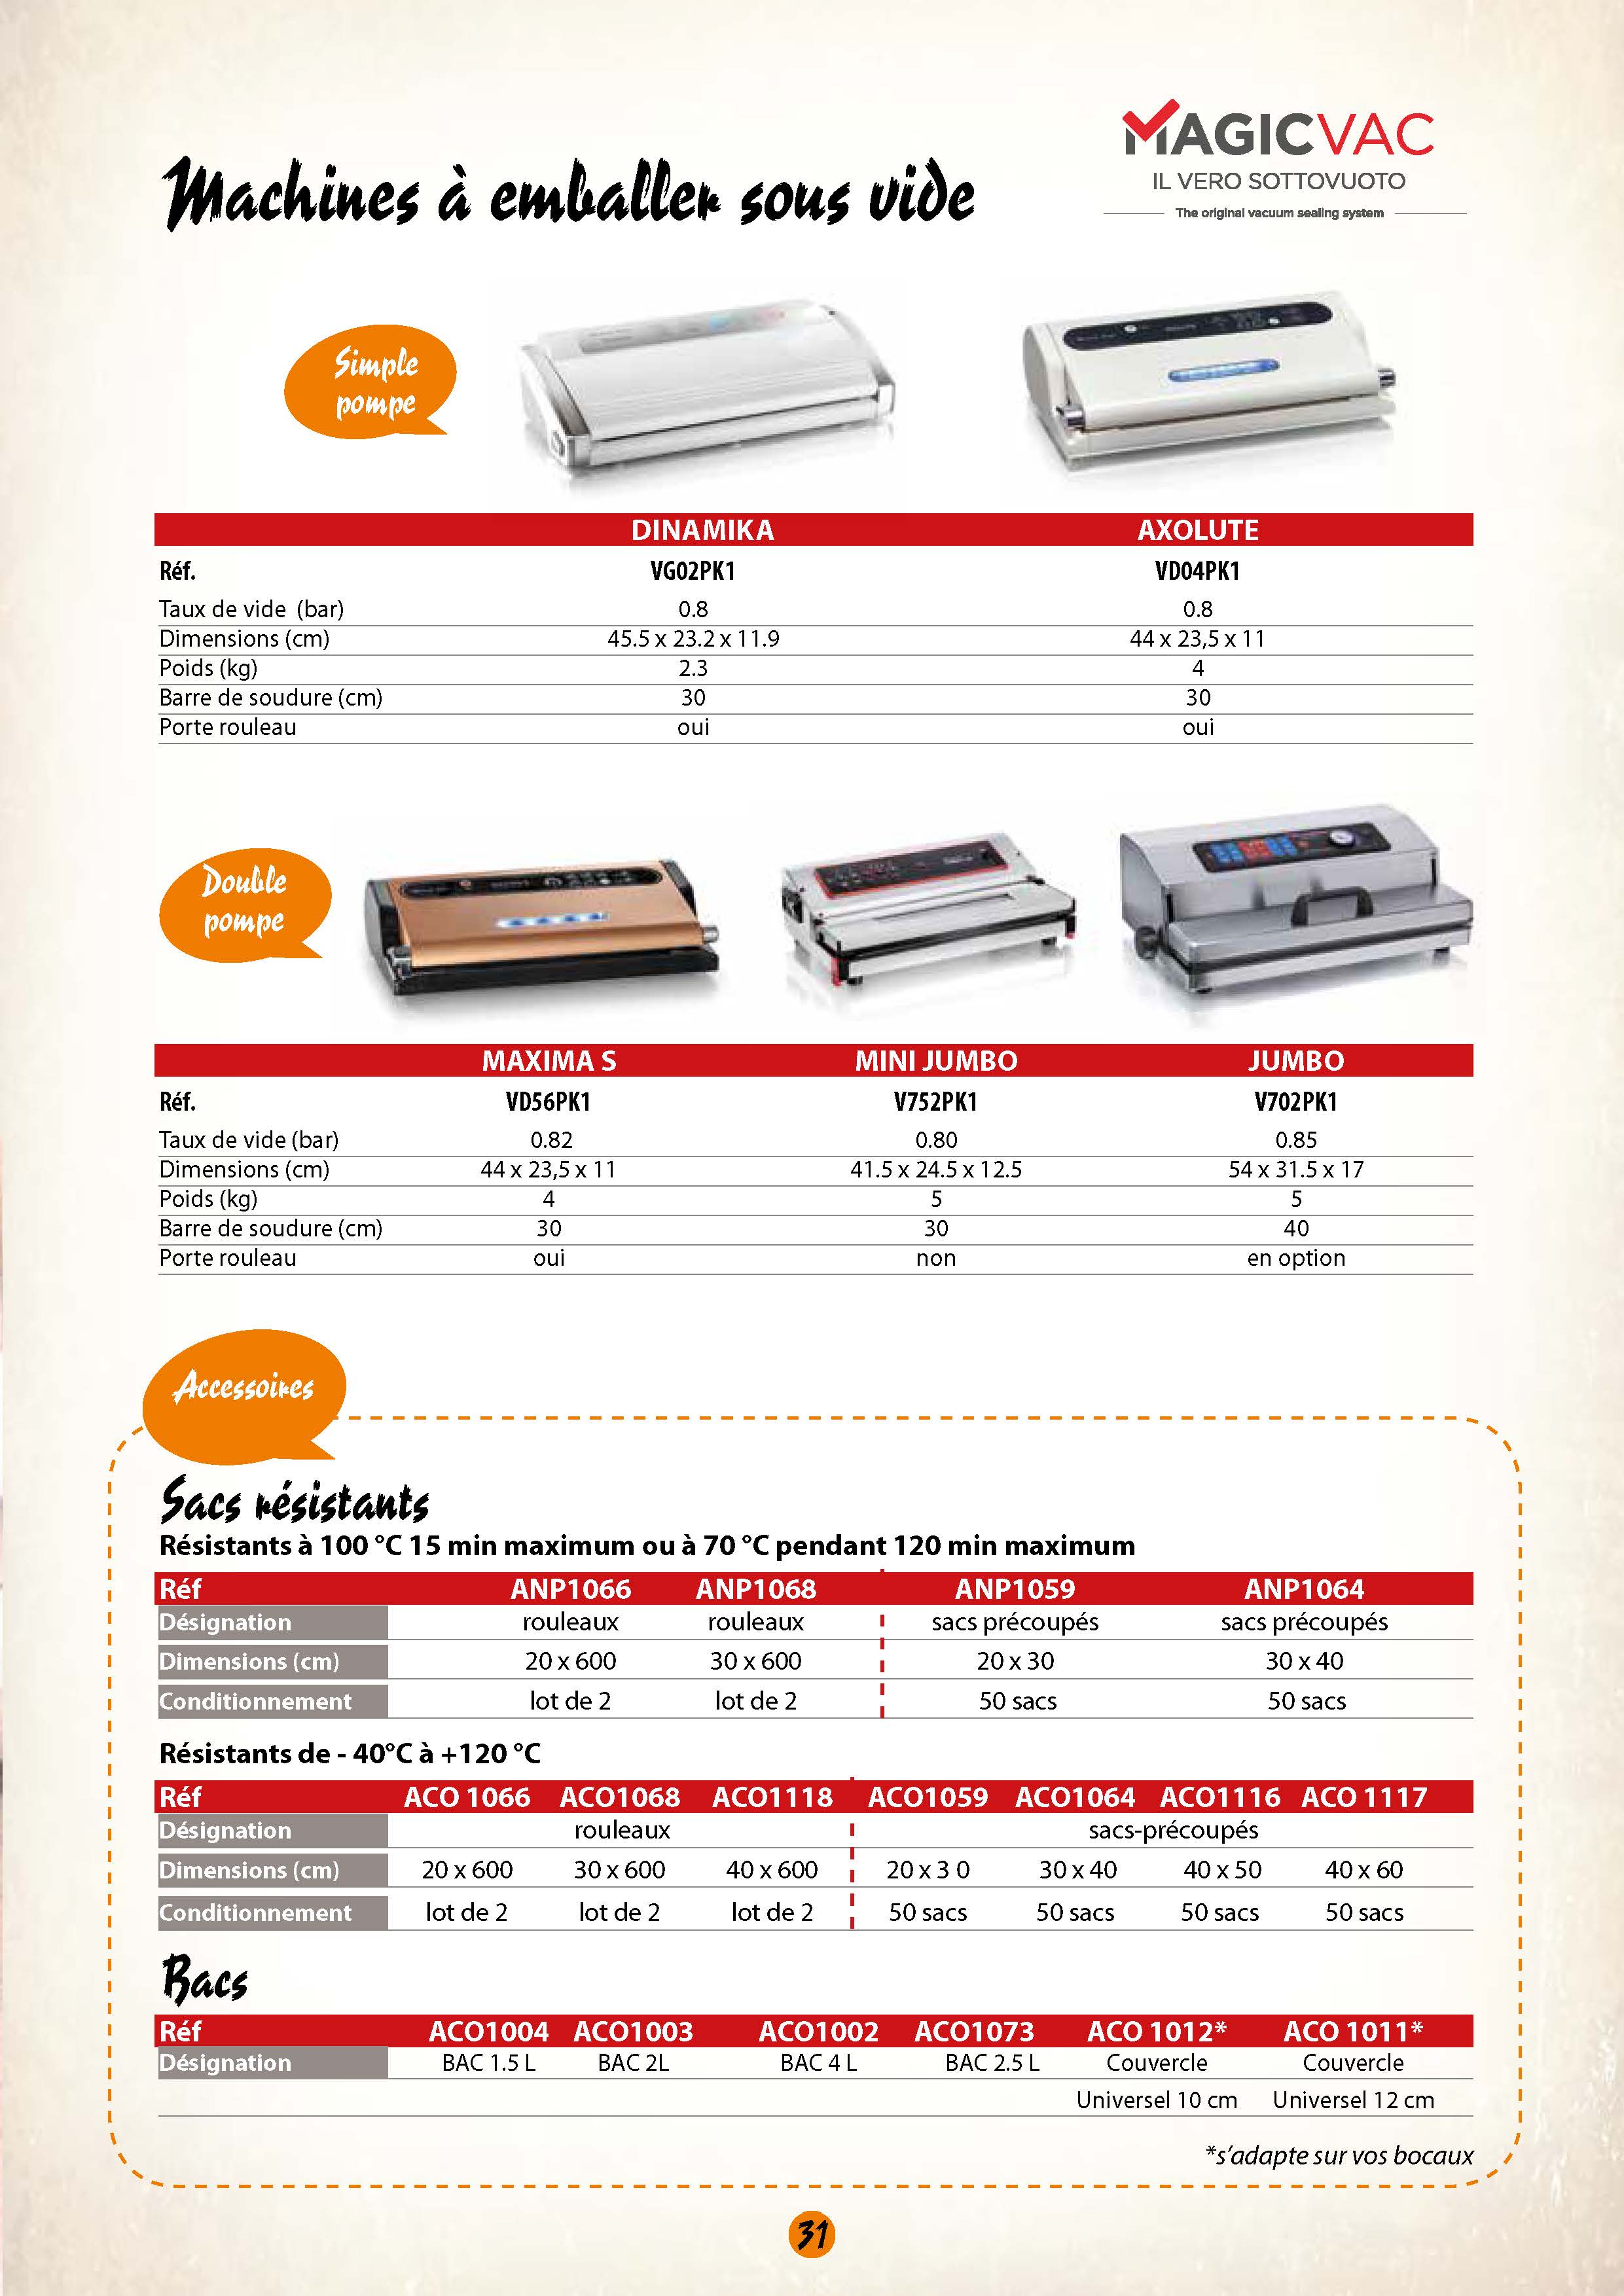 MAGICVAC
IL VERO SOTTOVUOTO
The original vacuum sealing system
Machines à emballer sous vide
Simple
pompe
DINAMIKA AXOLUTE
Réf. VG02PK1 VD04PK1
Taux de vide (bar) 0.8 0.8
Dimensions (cm) 45.5 x 23.2 x 11.9 44 x 23,5 x 11
Poids (kg) 2.3 4
Barre de soudure (cm) 30 30
Porte rouleau oui oui
Double
pompe
MAXIMA S MINI JUMBO JUMBO
Réf. VD56PK1 V752PK1 V702PK1
Taux de vide (bar) 0.82 0.80 0.85
Dimensions (cm) 44 x 23,5 x 11 41.5 x 24.5 x 12.5 54 x 31.5 x 17
Poids (kg) 4 5 5
Barre de soudure (cm) 30 30 40
Porte rouleau oui non en option
Accessoires
Sacs résistants
Résistants à 100 °C 15 min maximum ou à 70 °C pendant 120 min maximum
Réf ANP1066 ANP1068 ANP1059 ANP1064
Désignation rouleaux rouleaux sacs précoupés sacs précoupés
Dimensions (cm) 20 x 600 30 x 600 20 x 30 30 x 40
Conditionnement lot de 2 lot de 2 50 sacs 50 sacs
Résistants de - 40°C à +120 °C
Réf ACO 1066 ACO1068 ACO1118 ACO1059 ACO1064 ACO1116 ACO 1117
Désignation rouleaux sacs-précoupés
Dimensions (cm) 20 x 600 30 x 600 40 x 600 20 x 3 0 30 x 40 40 x 50 40 x 60
Conditionnement lot de 2 lot de 2 lot de 2 50 sacs 50 sacs 50 sacs 50 sacs
Bacs
Réf ACO1004 ACO1003 ACO1002 ACO1073 ACO 1012* ACO 1011*
Désignation BAC 1.5 L BAC 2L BAC 4 L BAC 2.5 L Couvercle Couvercle
Universel 10 cm Universel 12 cm
*s'adapte sur vos bocaux
31